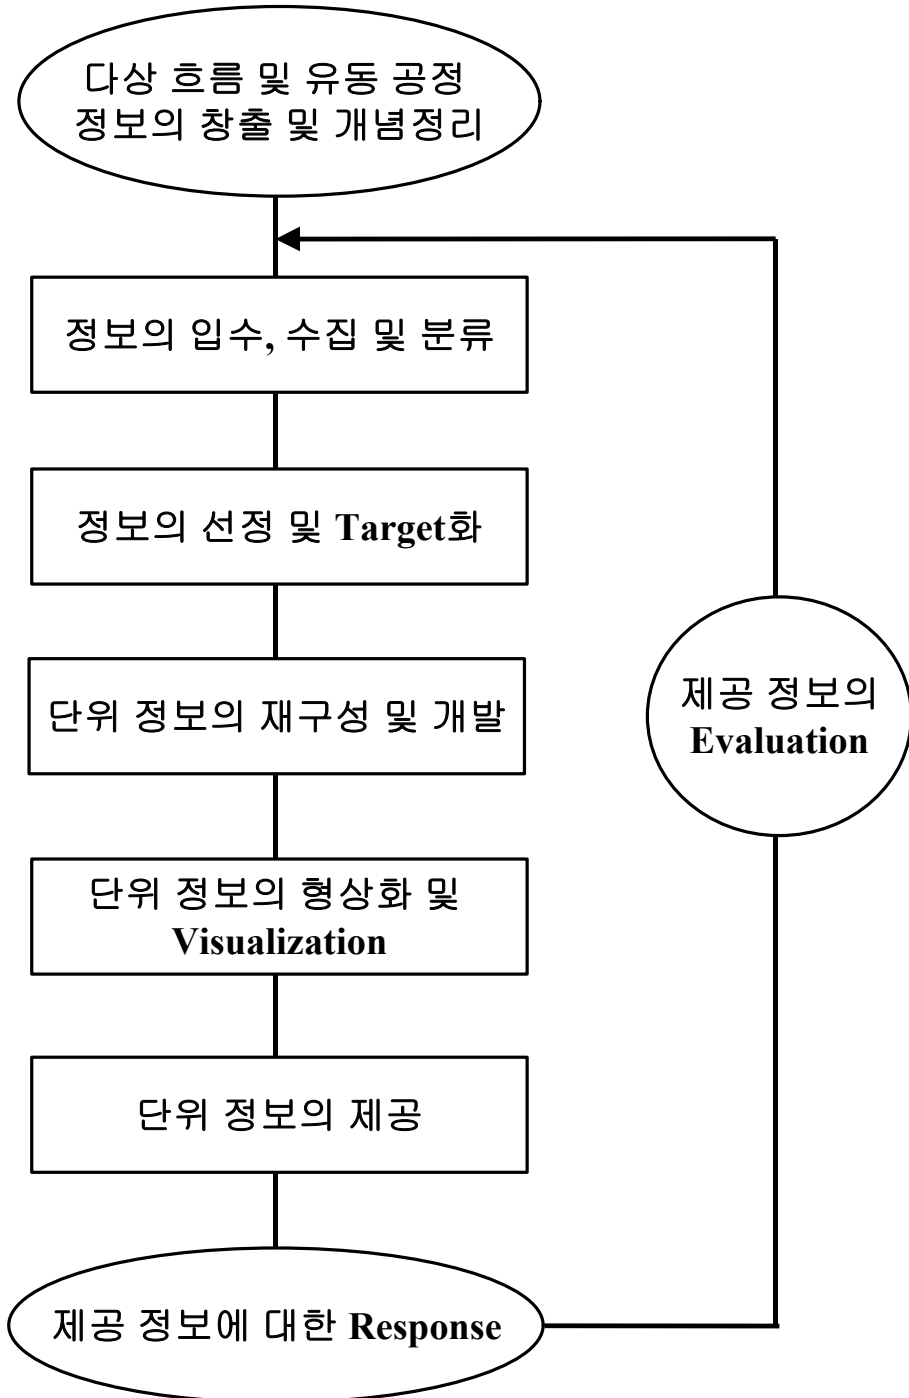 다상 흐름 및 유동 공정
정보의 창출 및 개념정리
정보의 입수, 수집 및 분류
정보의 선정 및 Target화
단위 정보의 재구성 및 개발
단위 정보의 형상화 및
Visualization
단위 정보의 제공
제공 정보에 대한 Response
제공 정보의
Evaluation